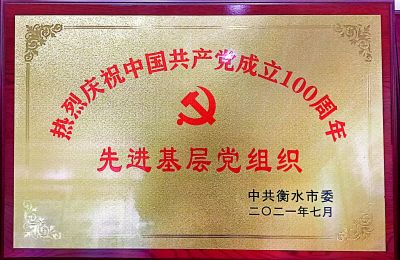 热烈庆祝中国共产党成立100周年
先进基层党组织
中共衡水市委
二〇二一年七月